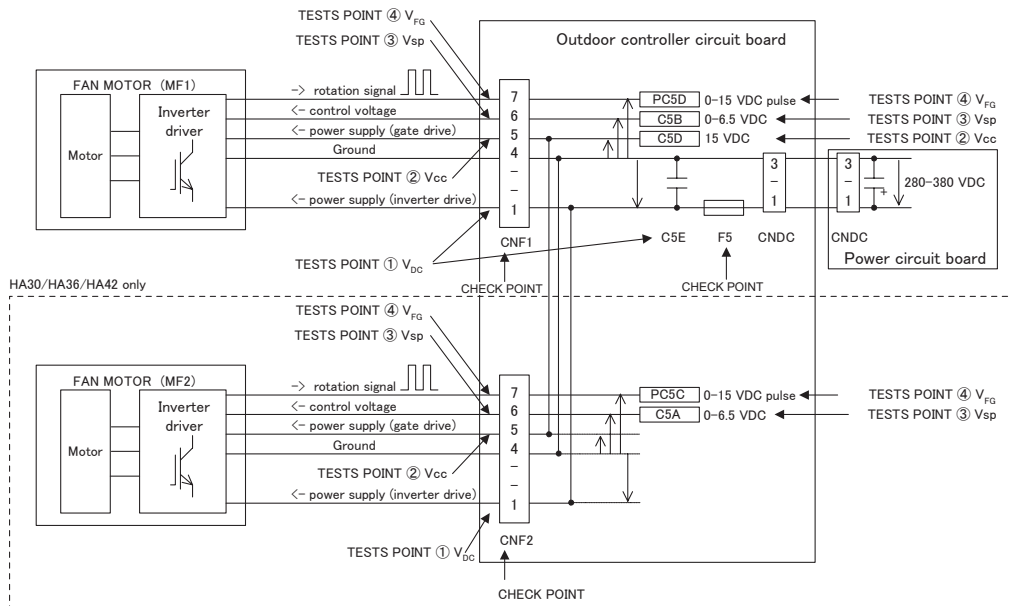 TESTS POINT ④ VFG
TESTS POINT ③ Vsp
Outdoor controller circuit board
FAN MOTOR (MF1)
Motor
Inverter
driver
-> rotation signal
<- control voltage
<- power supply (gate drive)
Ground
TESTS POINT ② Vcc
<- power supply (inverter drive)
TESTS POINT ① VDC
7
6
5
4
-
-
1
CNF1
CHECK POINT
PC5D 0-15 VDC pulse
C5B 0-6.5 VDC
C5D 15 VDC
TESTS POINT ④ VFG
TESTS POINT ③ Vsp
TESTS POINT ② Vcc
3
-
1
3
-
1
+
280-380 VDC
C5E F5 CNDC CNDC
Power circuit board
CHECK POINT
HA30/HA36/HA42 only
TESTS POINT ④ VFG
TESTS POINT ③ Vsp
FAN MOTOR (MF2)
Motor
Inverter
driver
-> rotation signal
<- control voltage
<- power supply (gate drive)
Ground
TESTS POINT ② Vcc
<- power supply (inverter drive)
TESTS POINT ① VDC
7
6
5
4
-
-
1
CNF2
CHECK POINT
PC5C 0-15 VDC pulse
C5A 0-6.5 VDC
TESTS POINT ④ VFG
TESTS POINT ③ Vsp